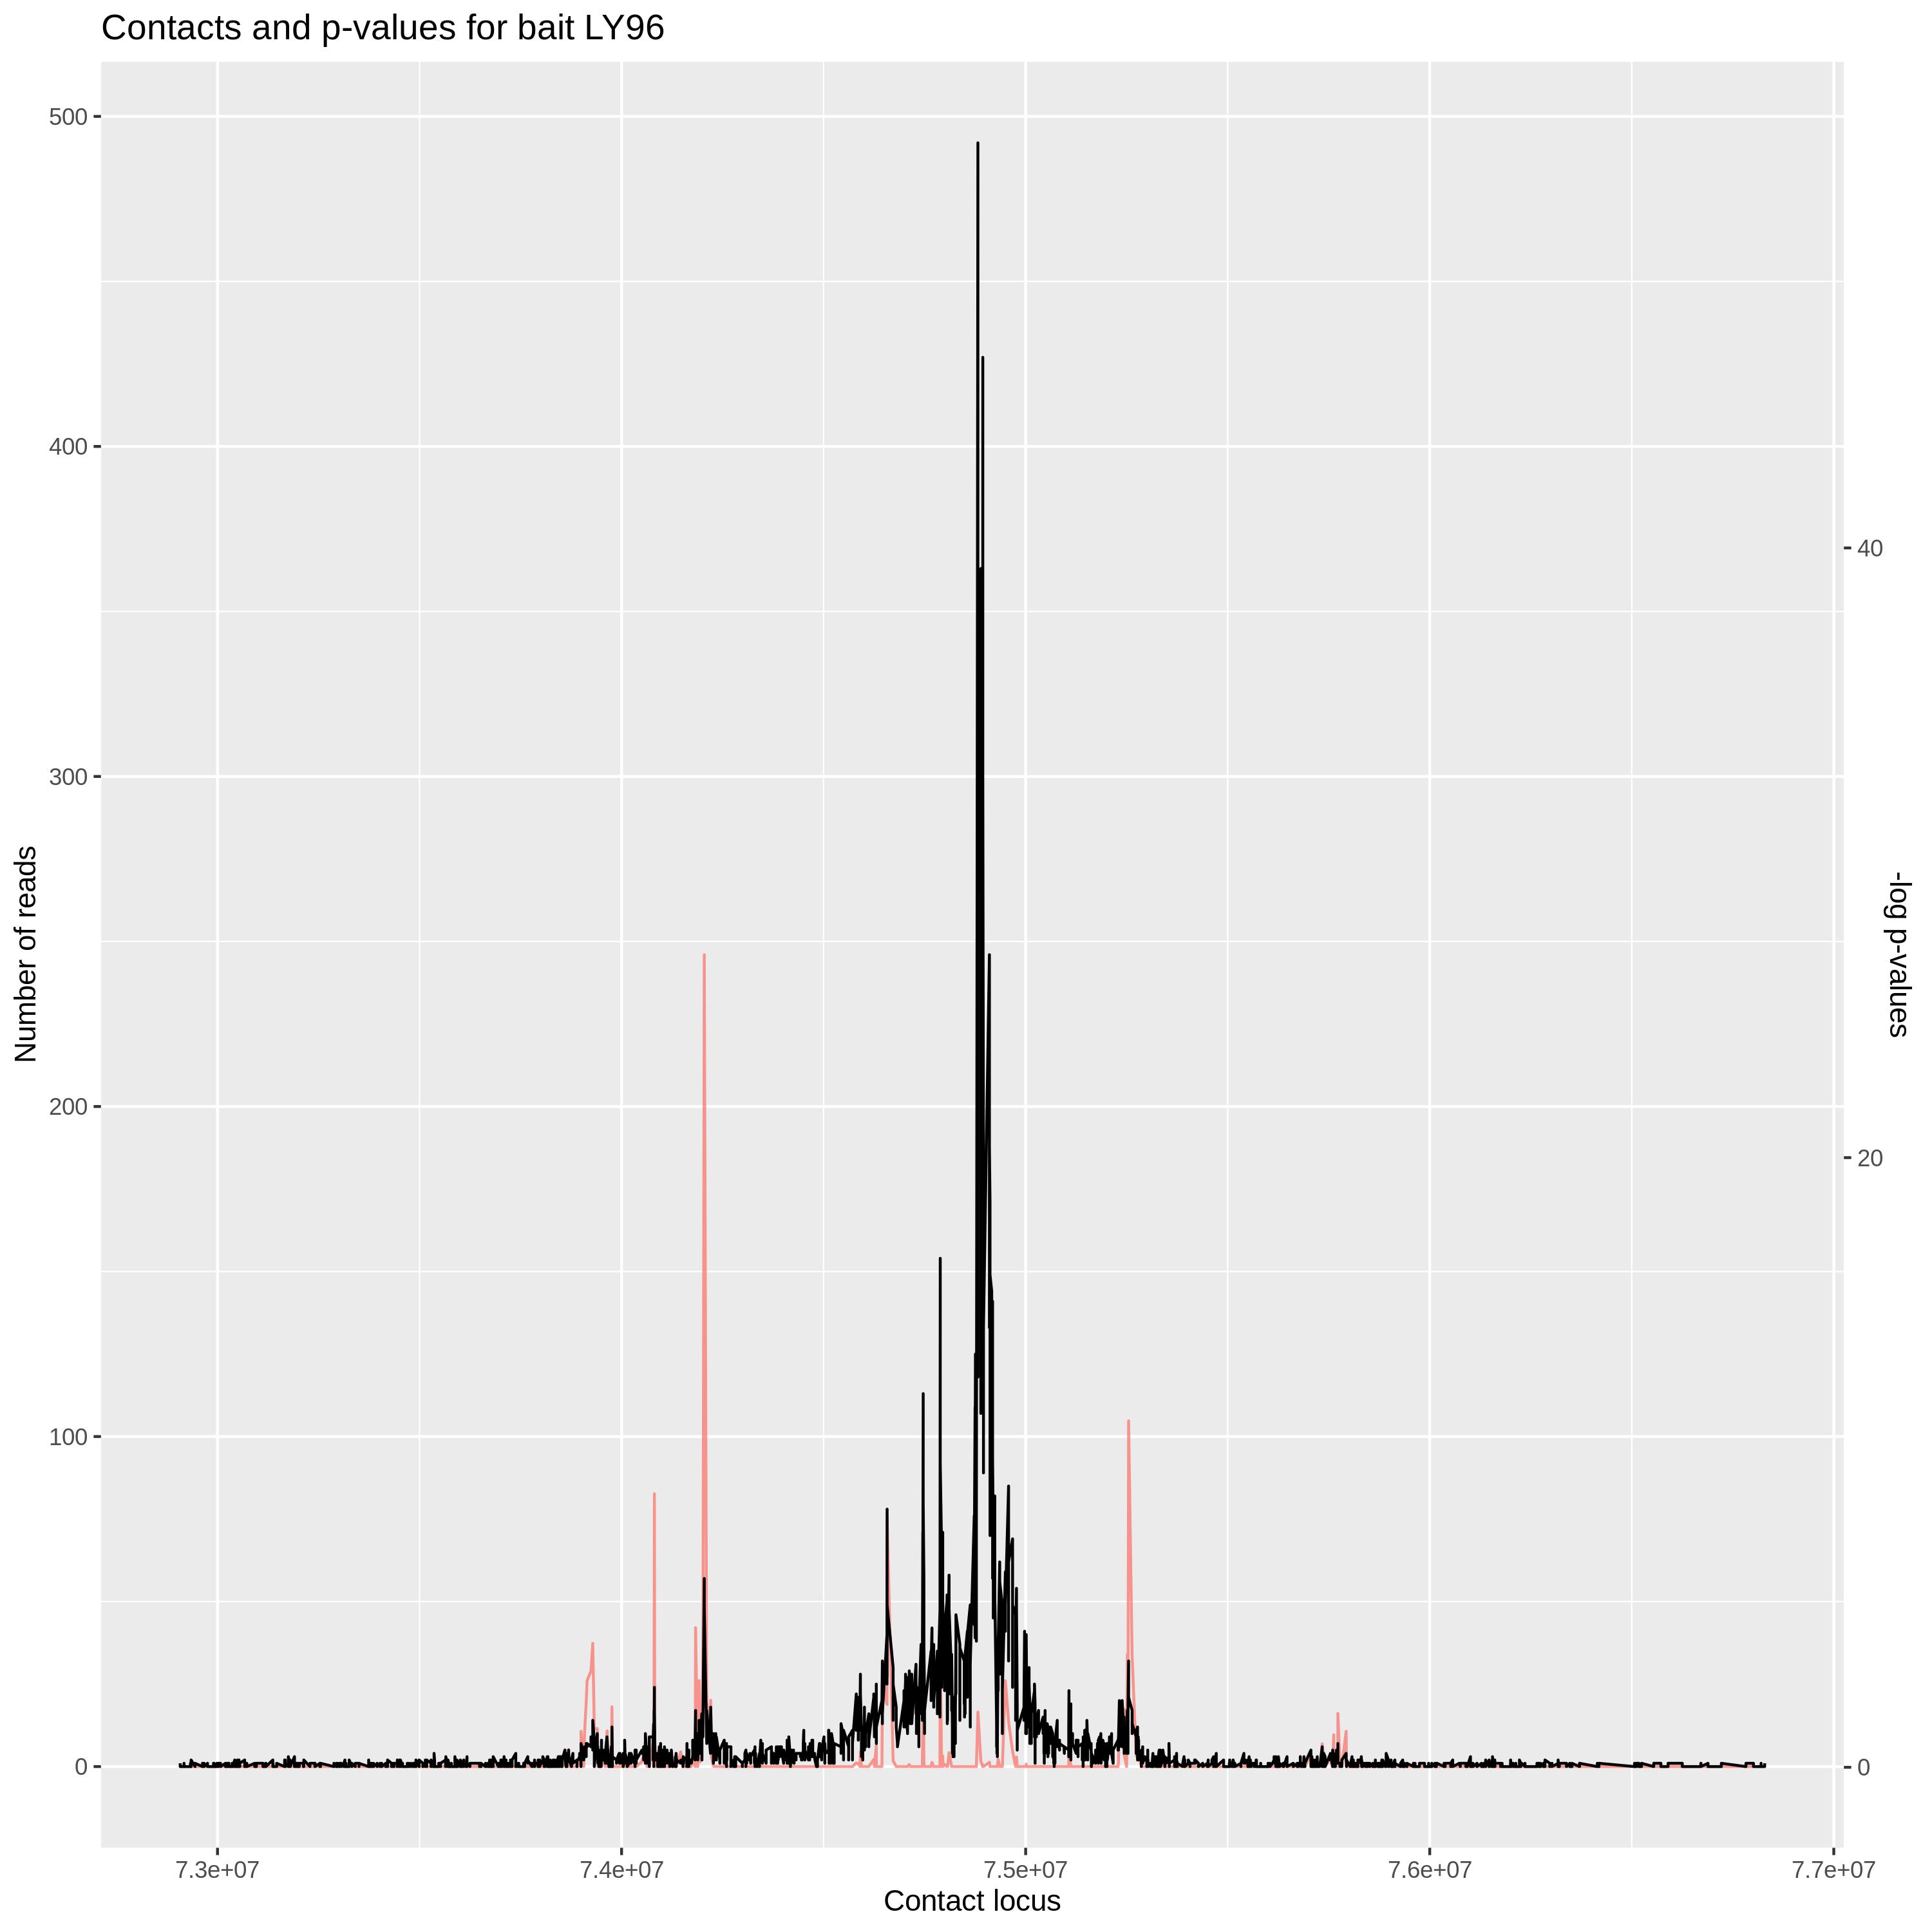 Contacts and p-values for bait LY96
500
400
300
200
100
0
Number of reads
40
20
0
-log p-values
7.3e+07
7.4e+07
7.5e+07
7.6e+07
7.7e+07
Contact locus